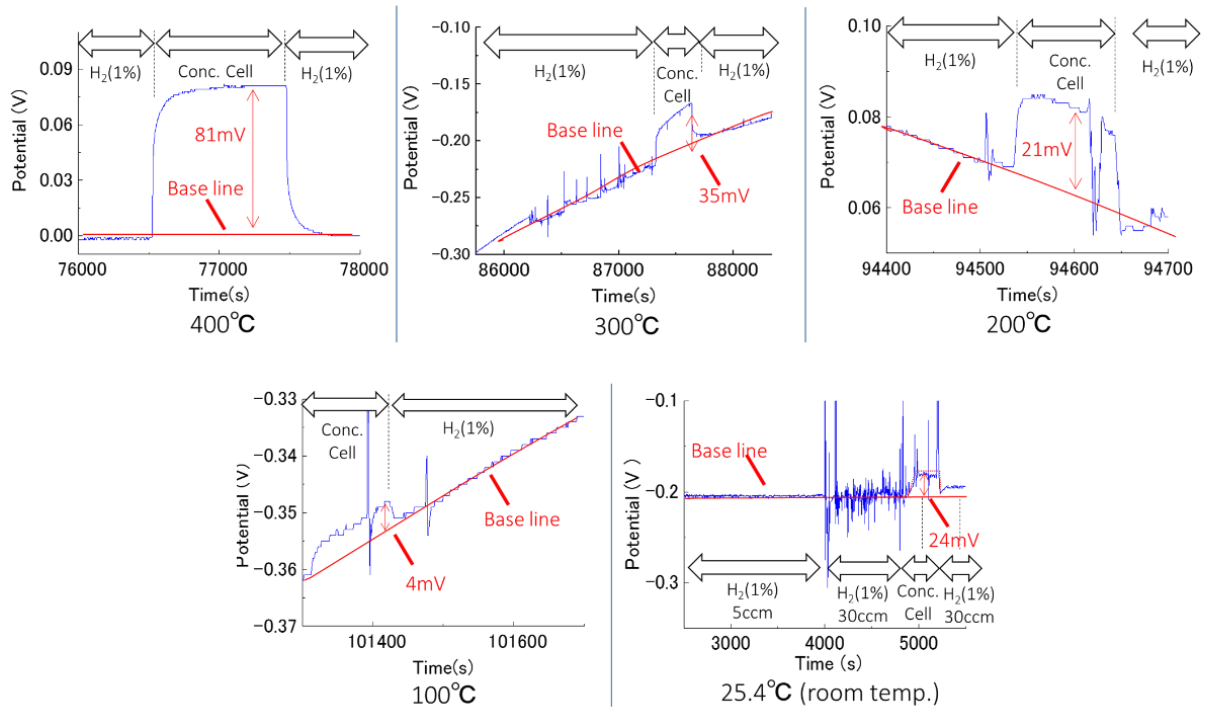 H₂(1%)
Conc. Cell
H₂(1%)
Potential (V)
0.09
0.06
0.03
0.00
81mV
Base line
76000
77000
78000
Time(s)
400℃
−0.10
−0.15
−0.20
−0.25
−0.30
Potential (V)
H₂(1%)
Conc.
Cell
H₂(1%)
Base line
35mV
86000
87000
88000
Time(s)
300℃
0.10
0.08
0.06
Potential (V)
H₂(1%)
Conc.
Cell
H₂(1%)
21mV
Base line
94400
94500
94600
94700
Time(s)
200℃
−0.33
−0.34
−0.35
−0.36
−0.37
Potential (V)
Conc.
Cell
H₂(1%)
Base line
4mV
101400
101600
Time(s)
100℃
−0.1
−0.2
−0.3
Potential (V )
Base line
24mV
H₂(1%)
5ccm
H₂(1%)
30ccm
Conc.
Cell
H₂(1%)
30ccm
3000
4000
5000
Time (s)
25.4℃ (room temp.)